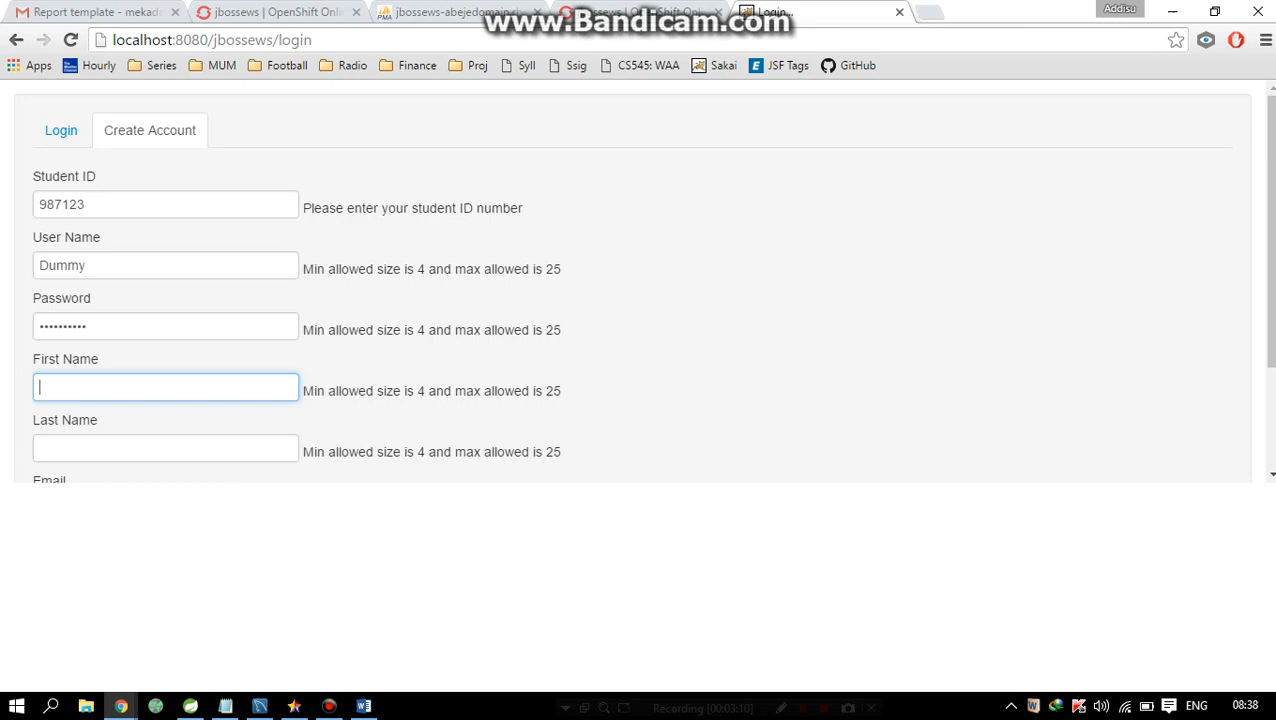 Report template - mekad
jbossews | OpenShift Onli
jbossews-abejedomain.ri
jbossews | OpenShift Onli
Login...
www.Bandicam.com
Addisu
localhost:8080/jbossews/login
Apps
Hourly
Series
MUM
Football
Radio
Finance
Proj
Syll
Ssig
CS545: WAA
Sakai
JSF Tags
GitHub
Login
Create Account
Student ID
987123
Please enter your student ID number
User Name
Dummy
Min allowed size is 4 and max allowed is 25
Password
••••••••••
Min allowed size is 4 and max allowed is 25
First Name
Min allowed size is 4 and max allowed is 25
Last Name
Min allowed size is 4 and max allowed is 25
Email
Recording [00:03:10]
ENG
08:38